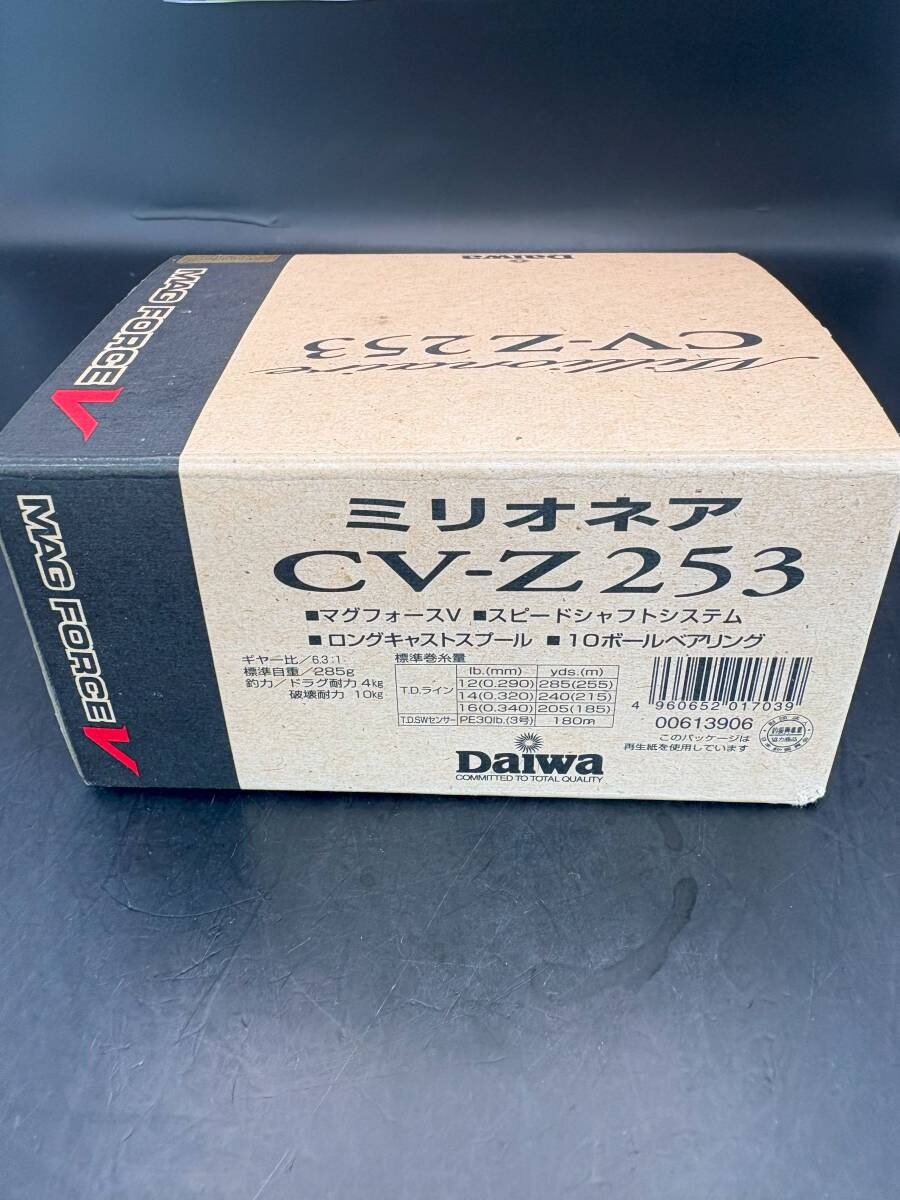 Daiwa
Millionaire
CV-Z 253
MAG FORCE V
MAG FORCE V
ミリオネア
CV-Z 253
■マグフォースV ■スピードシャフトシステム
■ロングキャストスプール ■10ボールベアリング
ギヤー比/6.3:1
標準自重/285g
釣力/ドラグ耐力 4kg
破壊耐力 10kg
標準巻糸量
lb.(mm) yds.(m)
T.D.ライン 12(0.290) 285(255)
14(0.320) 240(215)
16(0.340) 205(185)
T.D.SWセンサー PE30lb.(3号) 180m
4 960652 017039
00613906
このパッケージは
再生紙を使用しています
Daiwa
COMMITTED TO TOTAL QUALITY